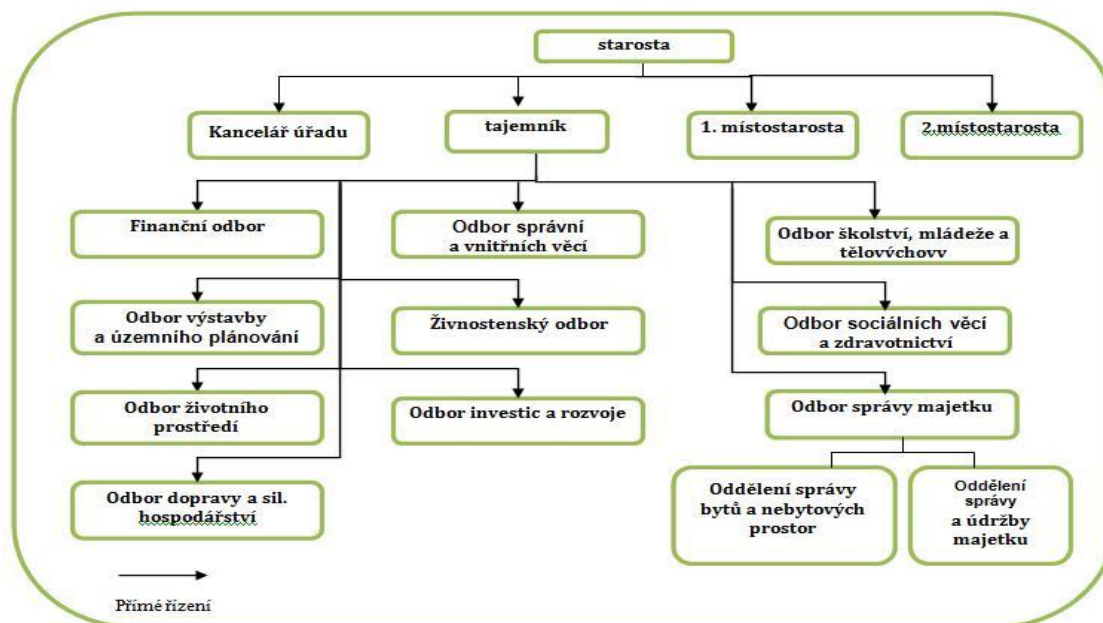 starosta
Kancelář úřadu
tajemník
1. místostarosta
2.místostarosta
Finanční odbor
Odbor správní
a vnitřních věcí
Odbor školství, mládeže a
tělovýchovv
Odbor výstavby
a územního plánování
Živnostenský odbor
Odbor sociálních věcí
a zdravotnictví
Odbor životního
prostředí
Odbor investic a rozvoje
Odbor správy majetku
Odbor dopravy a sil.
hospodářství
Oddělení správy
bytů a nebytových
prostor
Oddělení
správy
a údržby
majetku
Přímé řízení